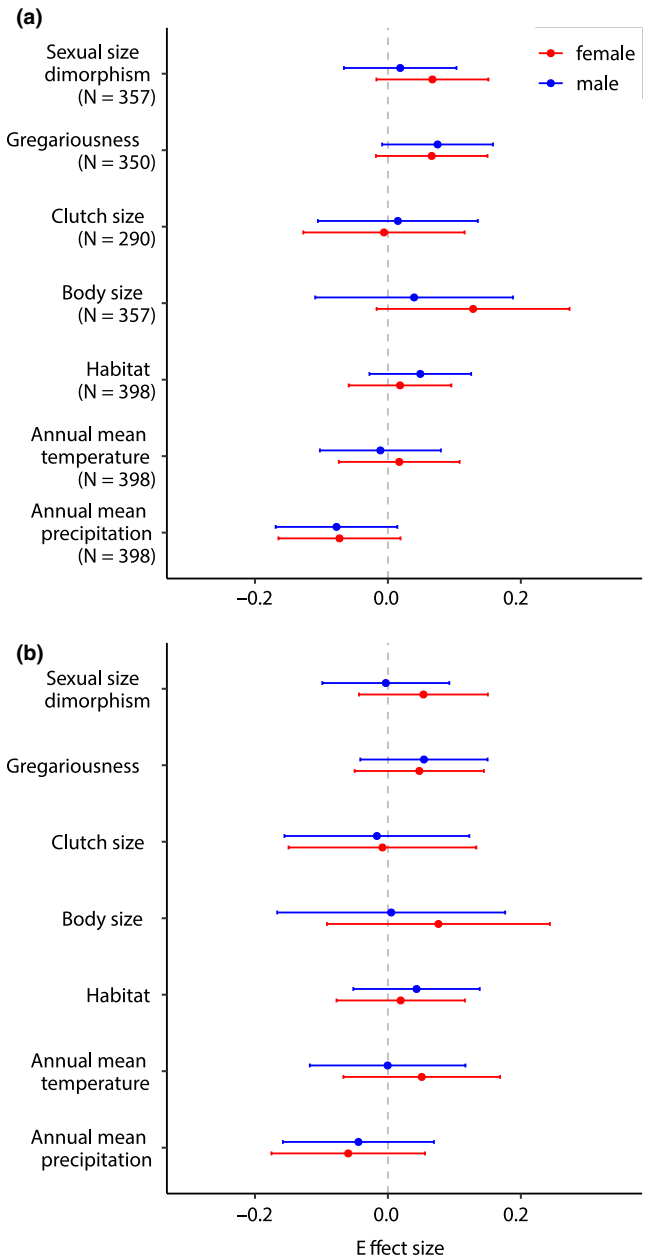 (a)
female
male
Sexual size
dimorphism
(N = 357)
Gregariousness
(N = 350)
Clutch size
(N = 290)
Body size
(N = 357)
Habitat
(N = 398)
Annual mean
temperature
(N = 398)
Annual mean
precipitation
(N = 398)
−0.2 0.0 0.2
(b)
Sexual size
dimorphism
Gregariousness
Clutch size
Body size
Habitat
Annual mean
temperature
Annual mean
precipitation
−0.2 0.0 0.2
E ffect size